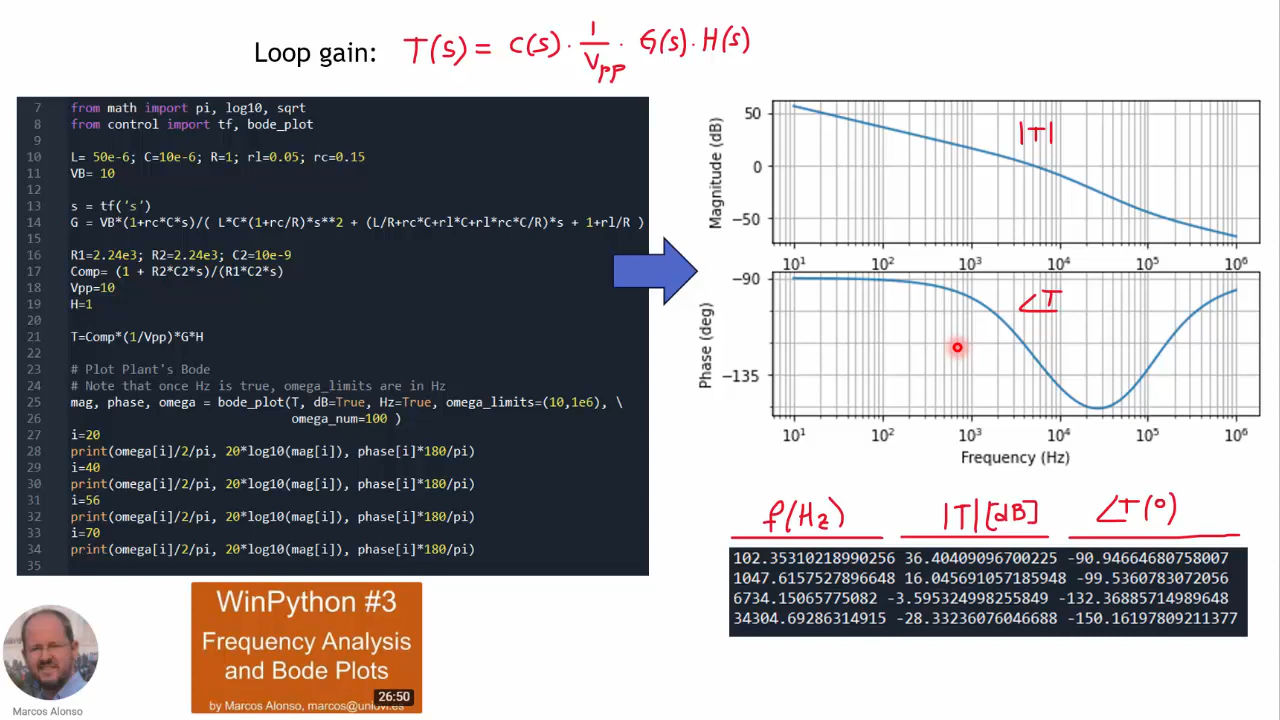 Loop gain: T(s) = C(s) · 1/Vpp · G(s) · H(s)
7 from math import pi, log10, sqrt
8 from control import tf, bode_plot
9
10 L= 50e-6; C=10e-6; R=1; rl=0.05; rc=0.15
11 VB= 10
12
13 s = tf('s')
14 G = VB*(1+rc*C*s)/( L*C*(1+rc/R)*s**2 + (L/R+rc*C+rl*C+rl*rc*C/R)*s + 1+rl/R )
15
16 R1=2.24e3; R2=2.24e3; C2=10e-9
17 Comp= (1 + R2*C2*s)/(R1*C2*s)
18 Vpp=10
19 H=1
20
21 T=Comp*(1/Vpp)*G*H
22
23 # Plot Plant's Bode
24 # Note that once Hz is true, omega_limits are in Hz
25 mag, phase, omega = bode_plot(T, dB=True, Hz=True, omega_limits=(10,1e6), \
26 omega_num=100 )
27 i=20
28 print(omega[i]/2/pi, 20*log10(mag[i]), phase[i]*180/pi)
29 i=40
30 print(omega[i]/2/pi, 20*log10(mag[i]), phase[i]*180/pi)
31 i=56
32 print(omega[i]/2/pi, 20*log10(mag[i]), phase[i]*180/pi)
33 i=70
34 print(omega[i]/2/pi, 20*log10(mag[i]), phase[i]*180/pi)
35
Magnitude (dB)
50
0
−50
|T|
10¹ 10² 10³ 10⁴ 10⁵ 10⁶
Phase (deg)
−90
−135
∠T
10¹ 10² 10³ 10⁴ 10⁵ 10⁶
Frequency (Hz)
f(Hz) |T|[dB] ∠T(º)
102.35310218990256 36.40409096700225 -90.94664680758007
1047.6157527896648 16.045691057185948 -99.5360783072056
6734.15065775082 -3.595324998255849 -132.36885714989648
34304.69286314915 -28.33236076046688 -150.16197809211377
WinPython #3
Frequency Analysis
and Bode Plots
26:50
by Marcos Alonso, marcos@uniovi.es
Marcos Alonso